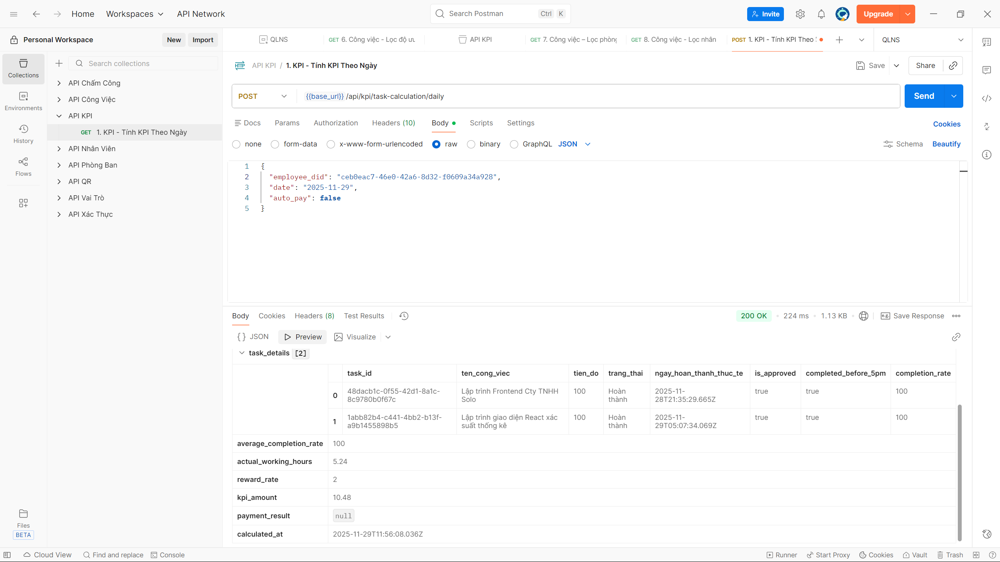 Home Workspaces API Network Search Postman Ctrl K Invite Upgrade
Personal Workspace New Import
QLNS GET 6. Công việc - Lọc độ ưu API KPI GET 7. Công việc – Lọc phòng GET 8. Công việc - Lọc nhân POST 1. KPI - Tính KPI Theo QLNS
Collections
Environments
History
Flows
Files
BETA
Search collections
API Chấm Công
API Công Việc
API KPI
GET 1. KPI - Tính KPI Theo Ngày
API Nhân Viên
API Phòng Ban
API QR
API Vai Trò
API Xác Thực
HTTP API KPI / 1. KPI - Tính KPI Theo Ngày Save Share
POST {{base_url}}/api/kpi/task-calculation/daily Send
Docs Params Authorization Headers (10) Body Scripts Settings Cookies
none form-data x-www-form-urlencoded raw binary GraphQL JSON Schema Beautify
1 {
2 "employee_did": "ceb0eac7-46e0-42a6-8d32-f0609a34a928",
3 "date": "2025-11-29",
4 "auto_pay": false
5 }
Body Cookies Headers (8) Test Results 200 OK 224 ms 1.13 KB e.g. Save Response
{} JSON Preview Visualize
task_details [2]
task_id ten_cong_viec tien_do trang_thai ngay_hoan_thanh_thuc_te is_approved completed_before_5pm completion_rate
0 48dacb1c-0f55-42d1-8a1c-8c9780b0f67c Lập trình Frontend Cty TNHH Solo 100 Hoàn thành 2025-11-28T21:35:29.665Z true true 100
1 1abb82b4-c441-4bb2-b13f-a9b1455898b5 Lập trình giao diện React xác suất thống kê 100 Hoàn thành 2025-11-29T05:07:34.069Z true true 100
average_completion_rate 100
actual_working_hours 5.24
reward_rate 2
kpi_amount 10.48
payment_result null
calculated_at 2025-11-29T11:56:08.036Z
Cloud View Find and replace Console Runner Start Proxy Cookies Vault Trash